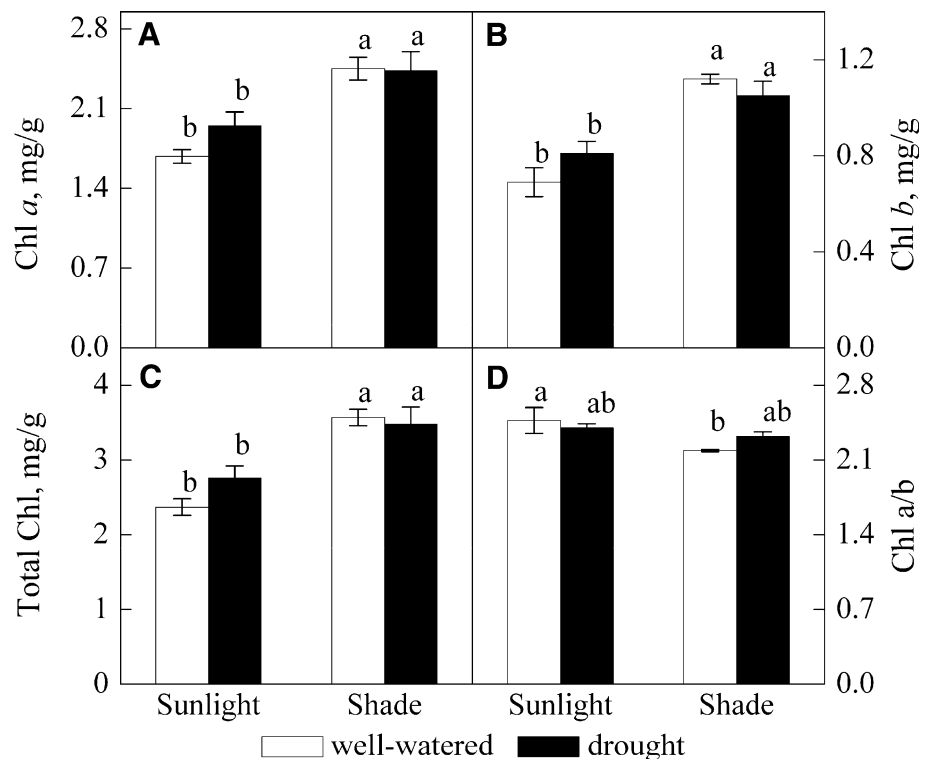 A
B
2.8
2.1
1.4
0.7
0.0
Chl a, mg/g
b
b
a
a
b
b
a
a
1.2
0.8
0.4
0.0
Chl b, mg/g
C
D
4
3
2
1
0
Total Chl, mg/g
b
b
a
a
a
ab
b
ab
2.8
2.1
1.4
0.7
0.0
Chl a/b
Sunlight Shade Sunlight Shade
well-watered drought